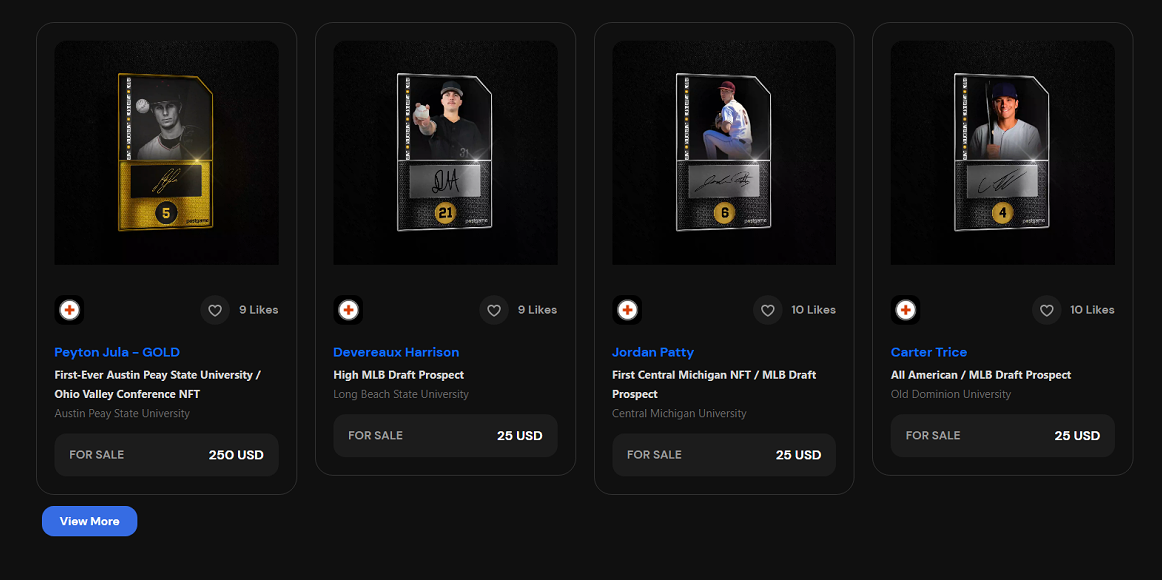 5
postgame
21
postgame
6
postgame
4
postgame
9 Likes
9 Likes
10 Likes
10 Likes
Peyton Jula - GOLD
First-Ever Austin Peay State University /
Ohio Valley Conference NFT
Austin Peay State University
FOR SALE 250 USD
Devereaux Harrison
High MLB Draft Prospect
Long Beach State University
FOR SALE 25 USD
Jordan Patty
First Central Michigan NFT / MLB Draft
Prospect
Central Michigan University
FOR SALE 25 USD
Carter Trice
All American / MLB Draft Prospect
Old Dominion University
FOR SALE 25 USD
View More